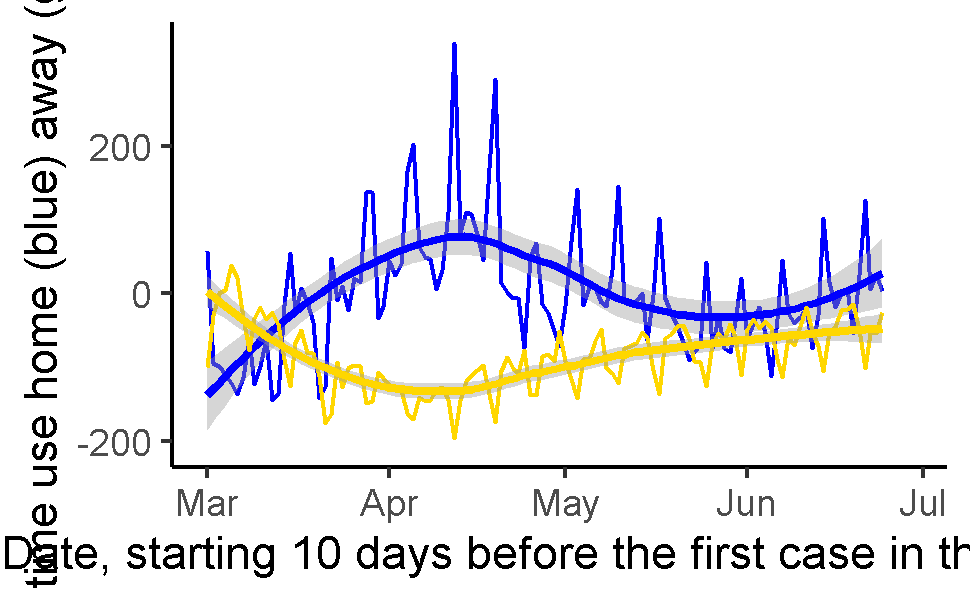 time use home (blue) away (
200
0
-200
Mar Apr May Jun Jul
Date, starting 10 days before the first case in th